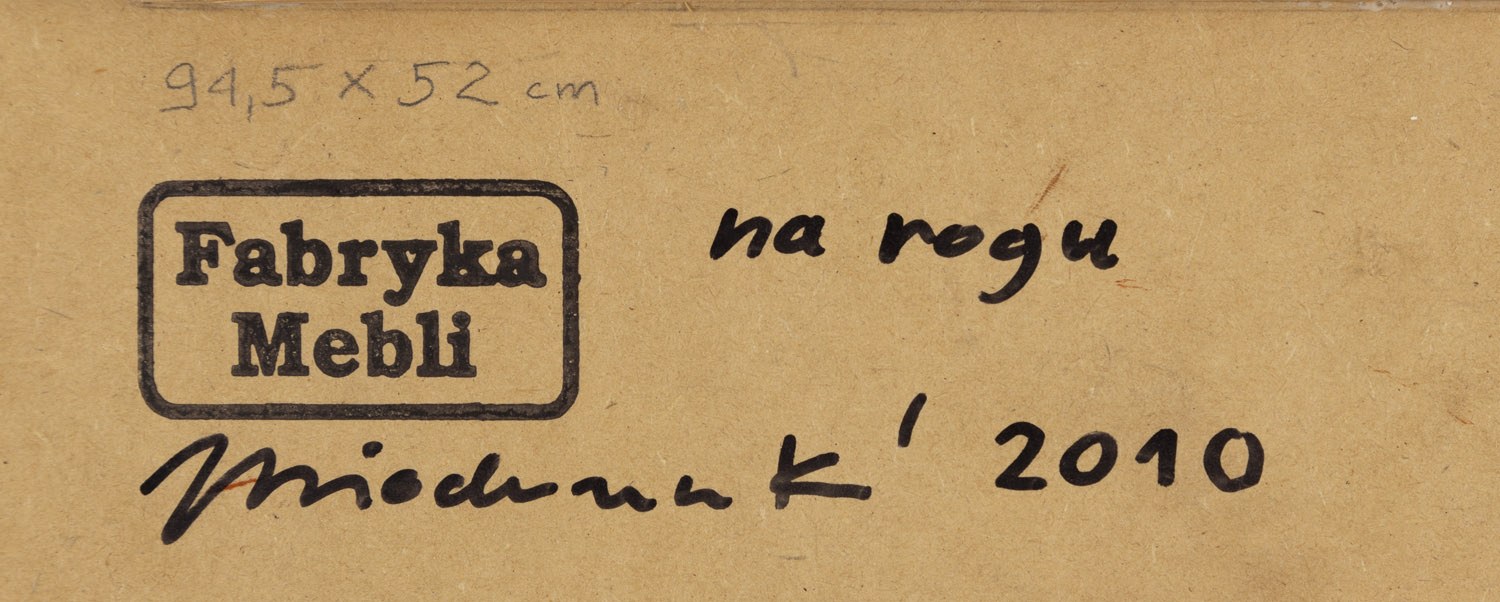 94,5 x 52 cm
Fabryka
Mebli
na rogu
' 2010